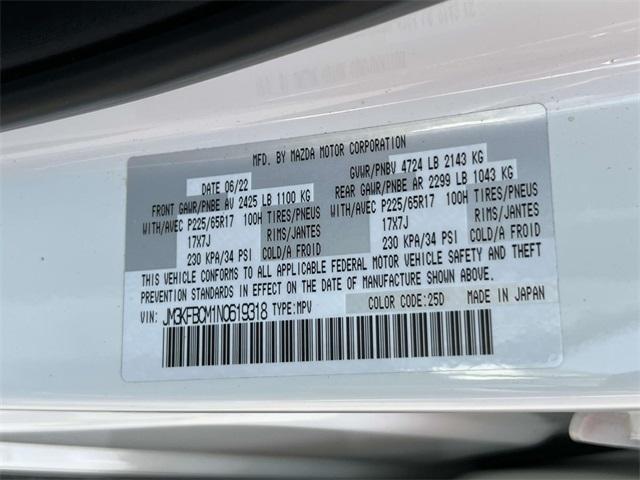 MFD. BY MAZDA MOTOR CORPORATION
DATE 06/22 GVWR/PNBV 4724 LB 2143 KG
FRONT GAWR/PNBE AV 2425 LB 1100 KG REAR GAWR/PNBE AR 2299 LB 1043 KG
WITH/AVEC P225/65R17 100H TIRES/PNEUS WITH/AVEC P225/65R17 100H TIRES/PNEUS
17X7J RIMS/JANTES 17X7J RIMS/JANTES
230 KPA/34 PSI COLD/A FROID 230 KPA/34 PSI COLD/A FROID
THIS VEHICLE CONFORMS TO ALL APPLICABLE FEDERAL MOTOR VEHICLE SAFETY AND THEFT
PREVENTION STANDARDS IN EFFECT ON THE DATE OF MANUFACTURE SHOWN ABOVE.
VIN: JM3KFBCM1N0619318 TYPE:MPV COLOR CODE:25D MADE IN JAPAN